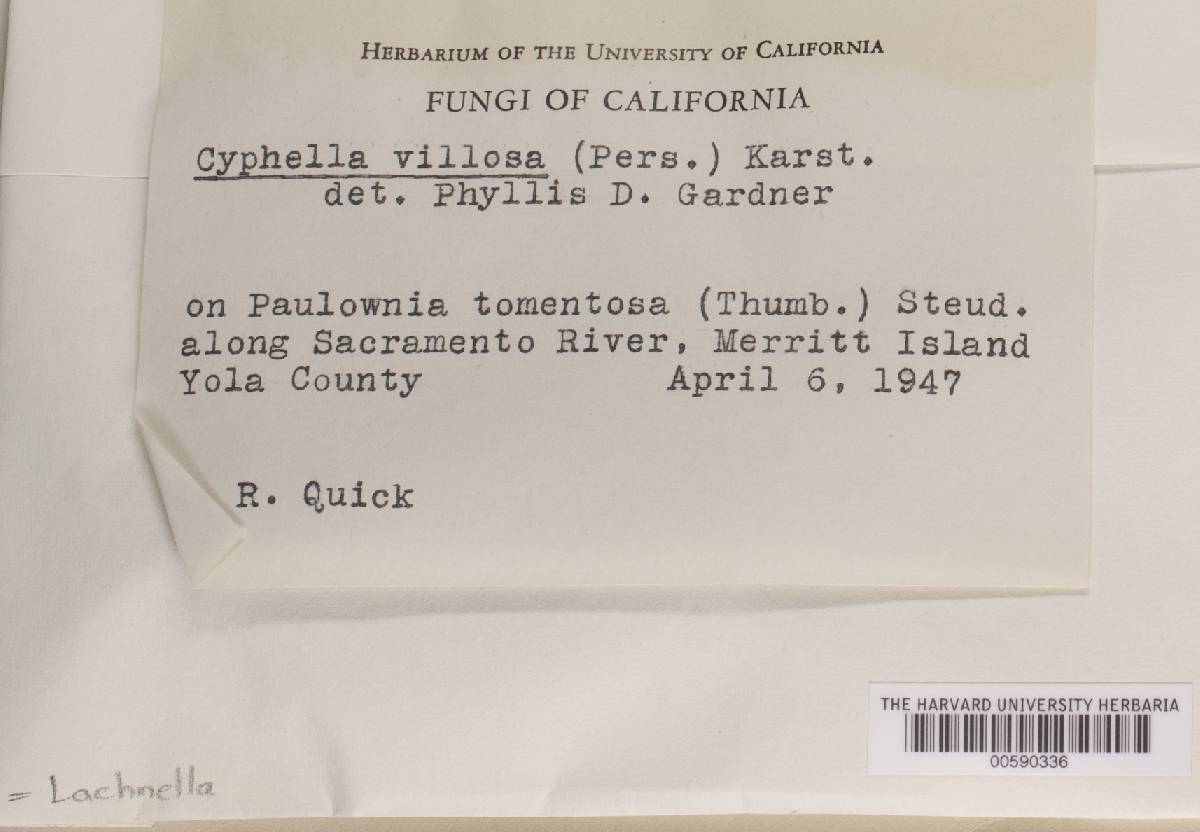 HERBARIUM OF THE UNIVERSITY OF CALIFORNIA
FUNGI OF CALIFORNIA
Cyphella villosa (Pers.) Karst.
det. Phyllis D. Gardner
on Paulownia tomentosa (Thumb.) Steud.
along Sacramento River, Merritt Island
Yola County April 6, 1947
R. Quick
THE HARVARD UNIVERSITY HERBARIA
00590336
= Lachnella